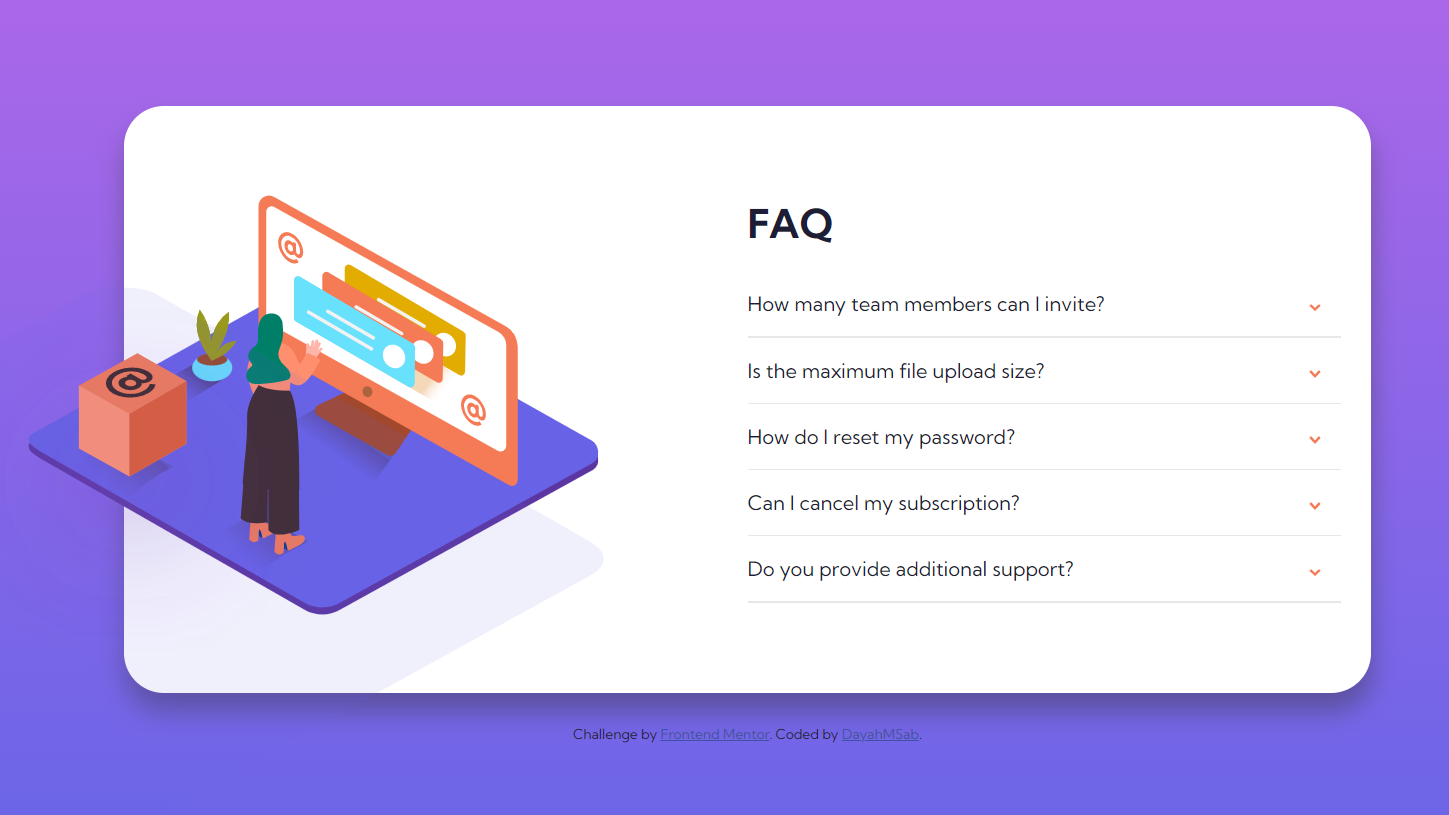 @
FAQ
How many team members can I invite?
@
Is the maximum file upload size?
@
How do I reset my password?
Can I cancel my subscription?
Do you provide additional support?
Challenge by Frontend Mentor. Coded by DayahMSab.